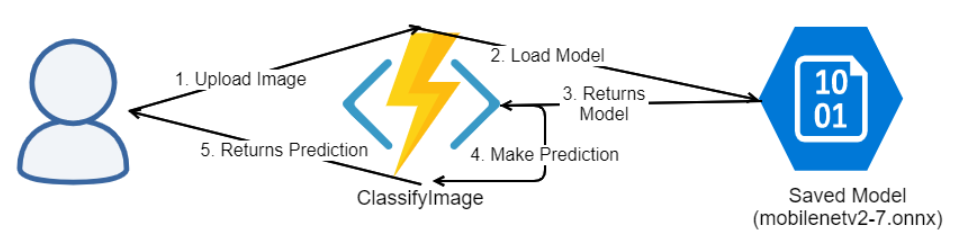 1. Upload Image
2. Load Model
3. Returns
Model
4. Make Prediction
5. Returns Prediction
ClassifyImage
10
01
Saved Model
(mobilenetv2-7.onnx)